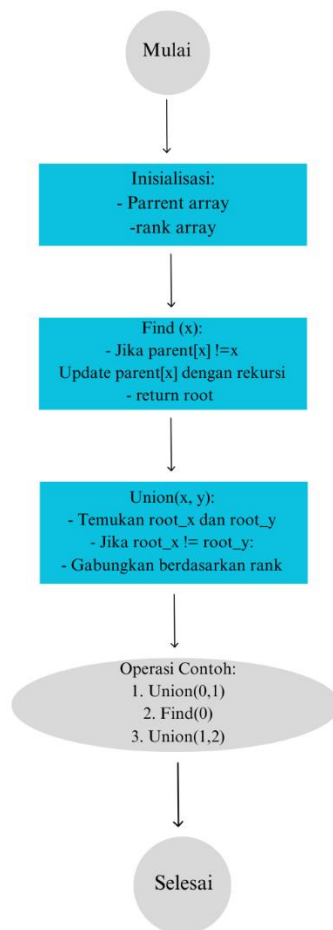 Mulai
Inisialisasi:
- Parrent array
-rank array
Find (x):
- Jika parent[x] !=x
Update parent[x] dengan rekursi
- return root
Union(x, y):
- Temukan root_x dan root_y
- Jika root_x != root_y:
- Gabungkan berdasarkan rank
Operasi Contoh:
1. Union(0,1)
2. Find(0)
3. Union(1,2)
Selesai